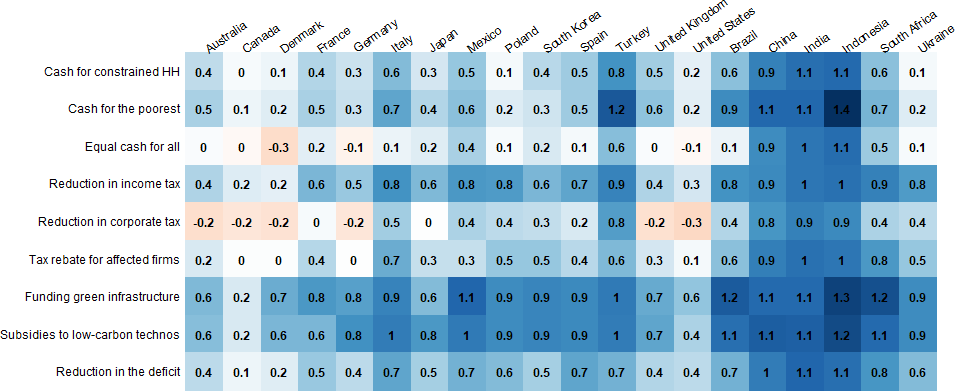 Australia Canada Denmark France Germany Italy Japan Mexico Poland South Korea Spain Turkey United Kingdom United States Brazil China India Indonesia South Africa Ukraine
Cash for constrained HH 0.4 0 0.1 0.4 0.3 0.6 0.3 0.5 0.1 0.4 0.5 0.8 0.5 0.2 0.6 0.9 1.1 1.1 0.6 0.1
Cash for the poorest 0.5 0.1 0.2 0.5 0.3 0.7 0.4 0.6 0.2 0.3 0.5 1.2 0.6 0.2 0.9 1.1 1.1 1.4 0.7 0.2
Equal cash for all 0 0 -0.3 0.2 -0.1 0.1 0.2 0.4 0.1 0.2 0.1 0.6 0 -0.1 0.1 0.9 1 1.1 0.5 0.1
Reduction in income tax 0.4 0.2 0.2 0.6 0.5 0.8 0.6 0.8 0.8 0.6 0.7 0.9 0.4 0.3 0.8 0.9 1 1 0.9 0.8
Reduction in corporate tax -0.2 -0.2 -0.2 0 -0.2 0.5 0 0.4 0.4 0.3 0.2 0.8 -0.2 -0.3 0.4 0.8 0.9 0.9 0.4 0.4
Tax rebate for affected firms 0.2 0 0 0.4 0 0.7 0.3 0.3 0.5 0.5 0.4 0.6 0.3 0.1 0.6 0.9 1 1 0.8 0.5
Funding green infrastructure 0.6 0.2 0.7 0.8 0.8 0.9 0.6 1.1 0.9 0.9 0.9 1 0.7 0.6 1.2 1.1 1.1 1.3 1.2 0.9
Subsidies to low-carbon technos 0.6 0.2 0.6 0.6 0.8 1 0.8 1 0.9 0.9 0.9 1 0.7 0.4 1.1 1.1 1.1 1.2 1.1 0.9
Reduction in the deficit 0.4 0.1 0.2 0.5 0.4 0.7 0.5 0.7 0.6 0.5 0.7 0.7 0.4 0.4 0.7 1 1.1 1.1 0.8 0.6